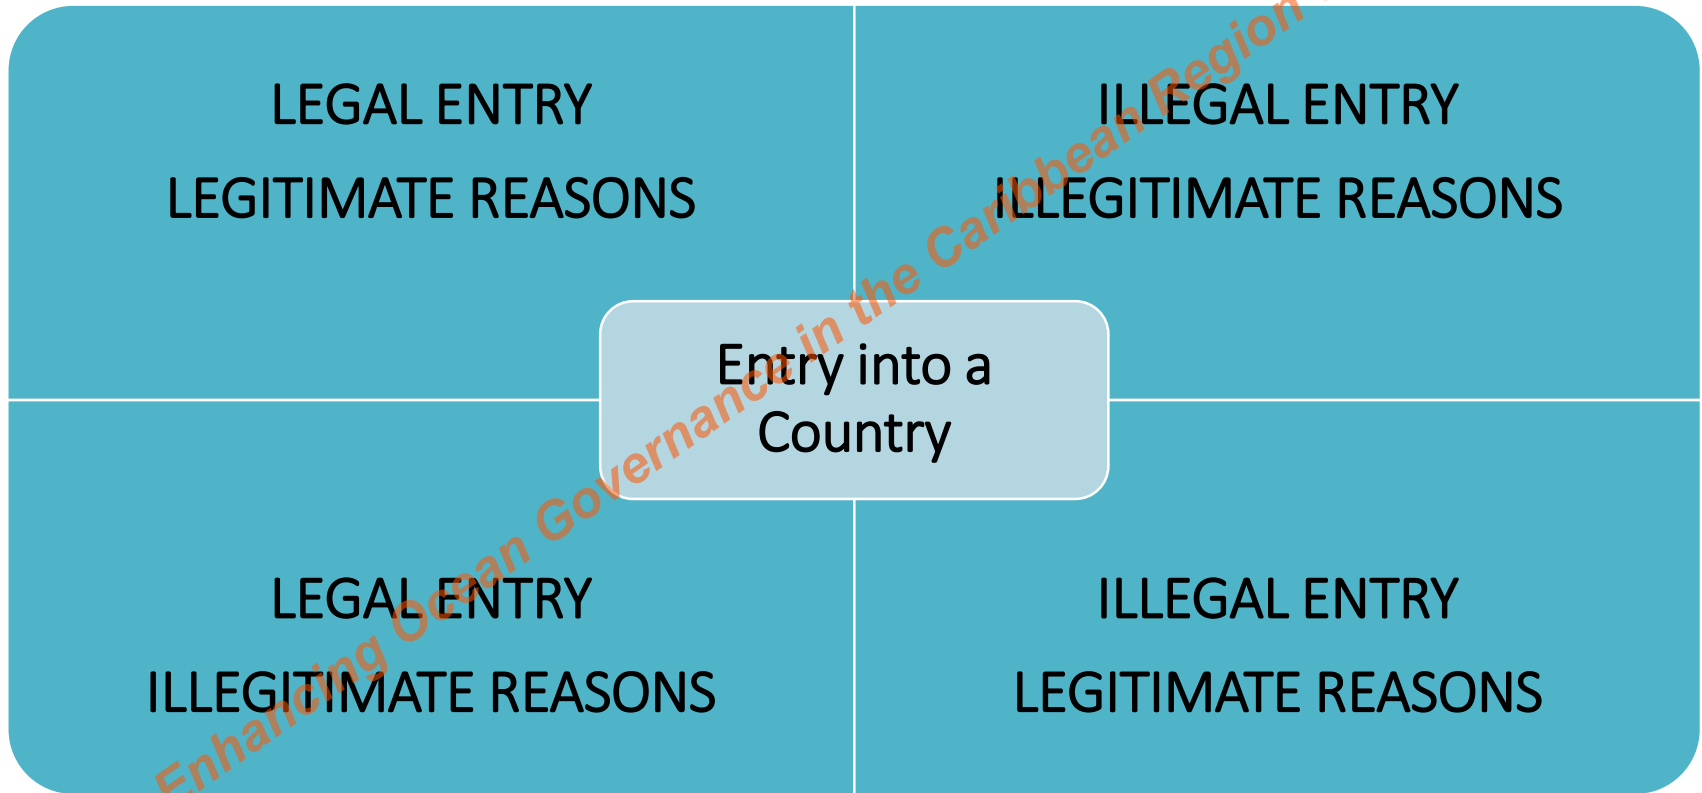 LEGAL ENTRY
LEGITIMATE REASONS
ILLEGAL ENTRY
ILLEGITIMATE REASONS
Entry into a
Country
LEGAL ENTRY
ILLEGITIMATE REASONS
ILLEGAL ENTRY
LEGITIMATE REASONS
Enhancing Ocean Governance in the Caribbean Region